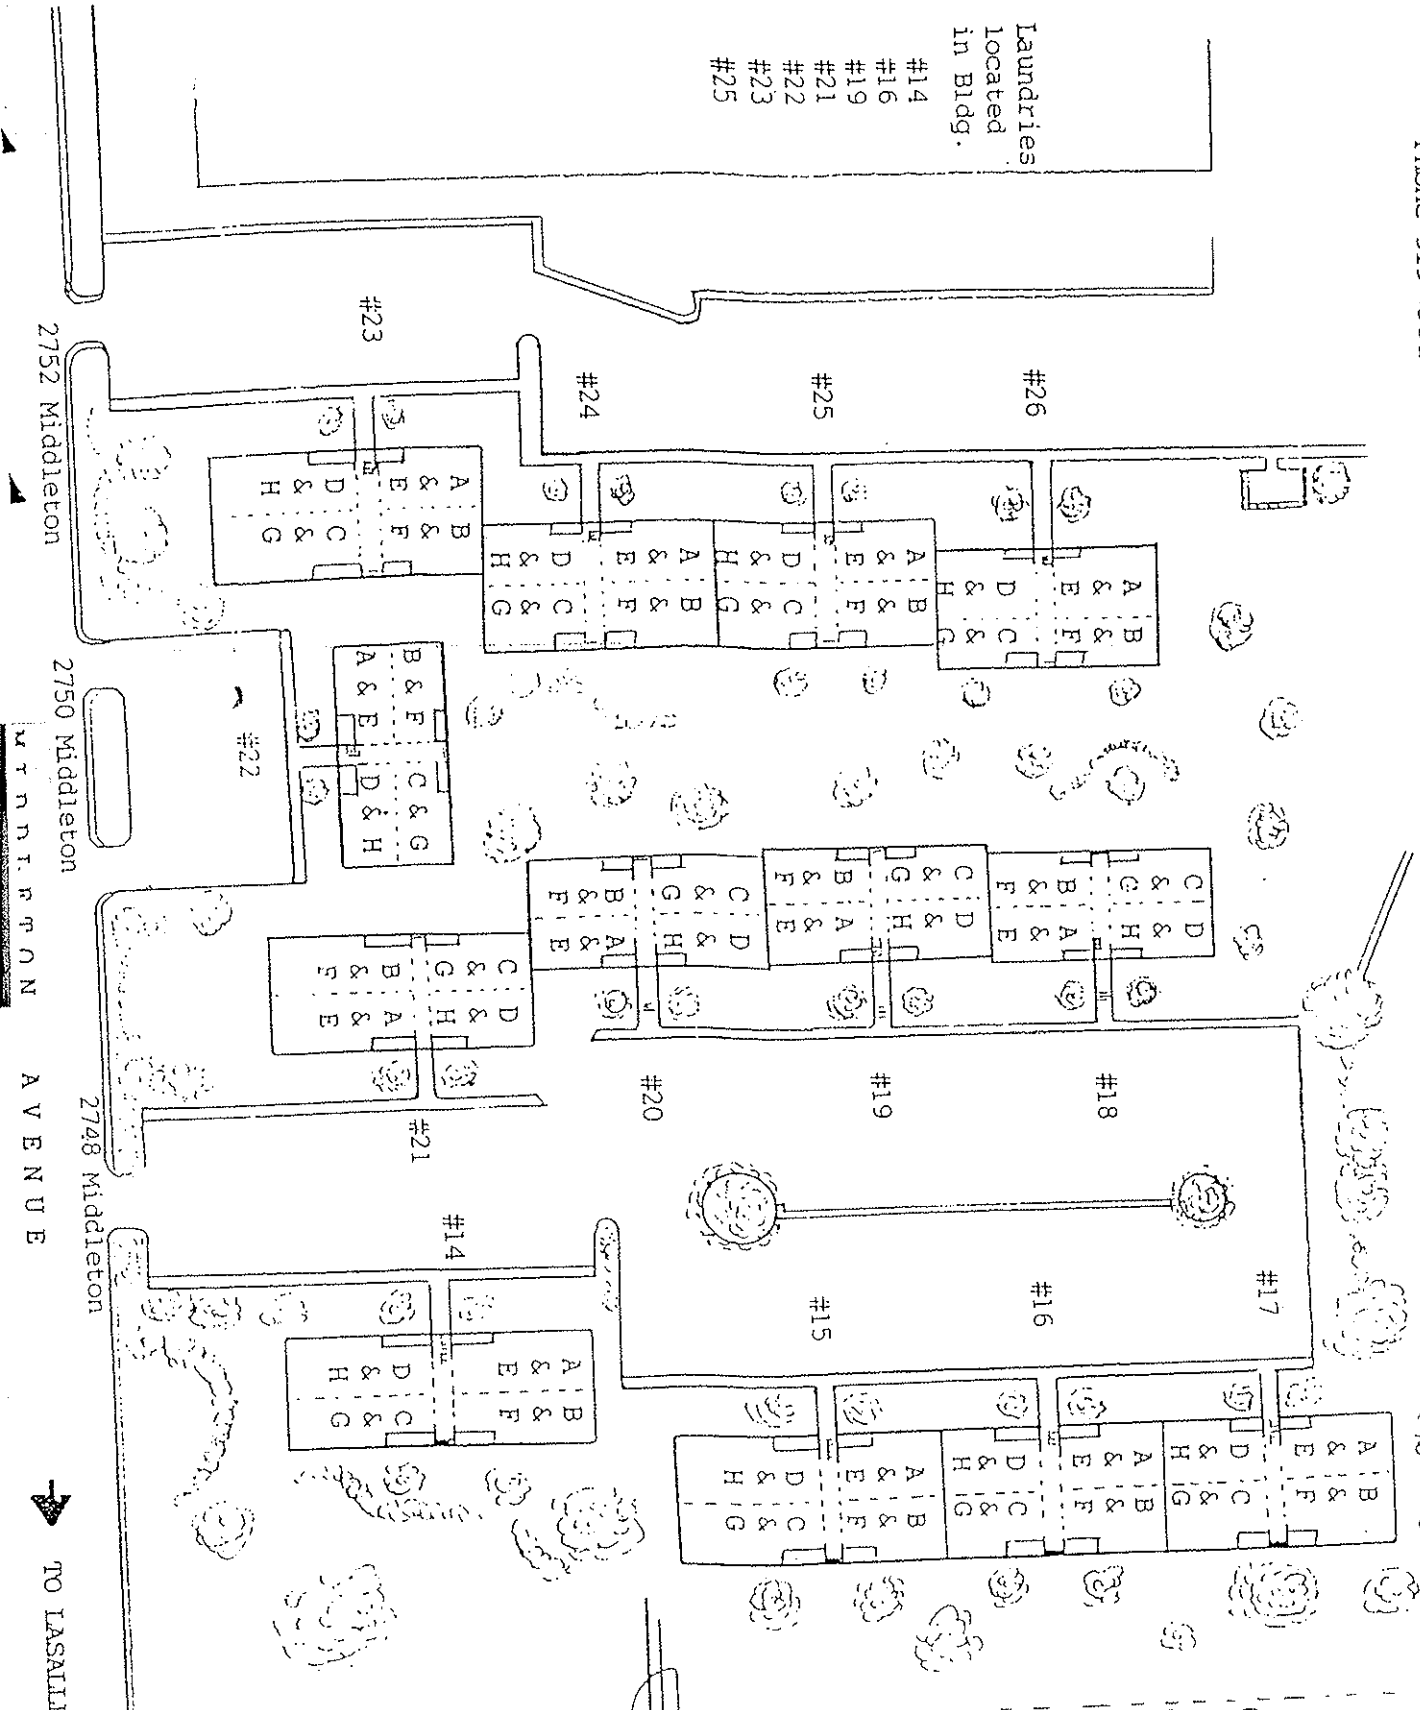 Laundries
located
in Bldg.
#14
#16
#19
#21
#22
#23
#25
#26
#25
#24
#23
A & B
E & F
D & C
H & G
A & B
E & F
D & C
H & G
A & B
E & F
D & C
H & G
A & B
E & F
D & C
H & G
B & F
A & E
C & G
D & H
#22
C & D
G & H
B & A
F & E
C & D
G & H
B & A
F & E
C & D
G & H
B & A
F & E
C & D
G & H
B & A
F & E
#18
#19
#20
#21
#17
#16
#15
#14
A & B
E & F
D & C
H & G
A & B
E & F
D & C
H & G
A & B
E & F
D & C
H & G
A & B
E & F
D & C
H & G
2752 Middleton
2750 Middleton
2748 Middleton
MIDDLETON AVENUE
TO